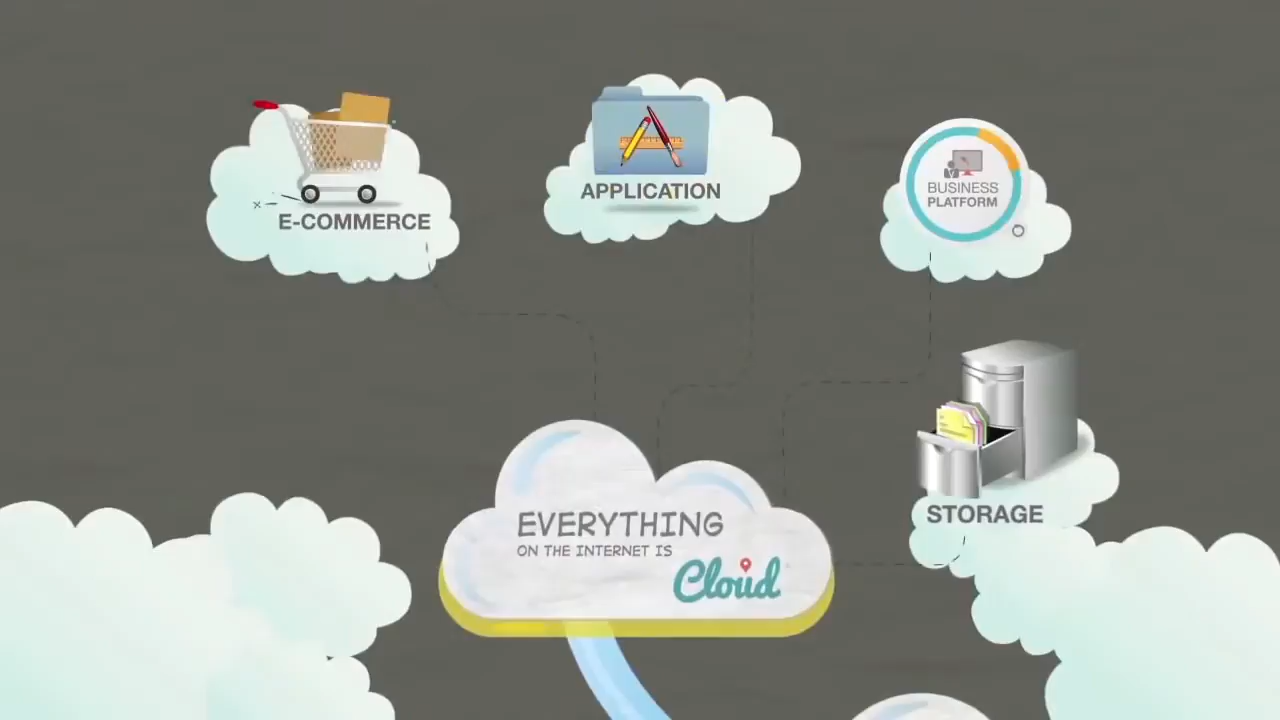 E-COMMERCE
APPLICATION
BUSINESS
PLATFORM
STORAGE
EVERYTHING
ON THE INTERNET IS
Cloud